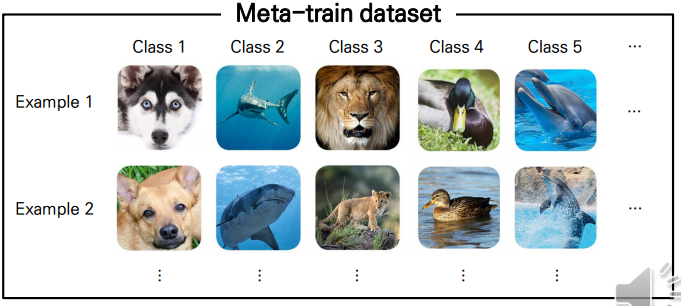 Meta-train dataset
Class 1 Class 2 Class 3 Class 4 Class 5 ...
Example 1 ...
Example 2 ...
⋮ ⋮ ⋮ ⋮ ⋮